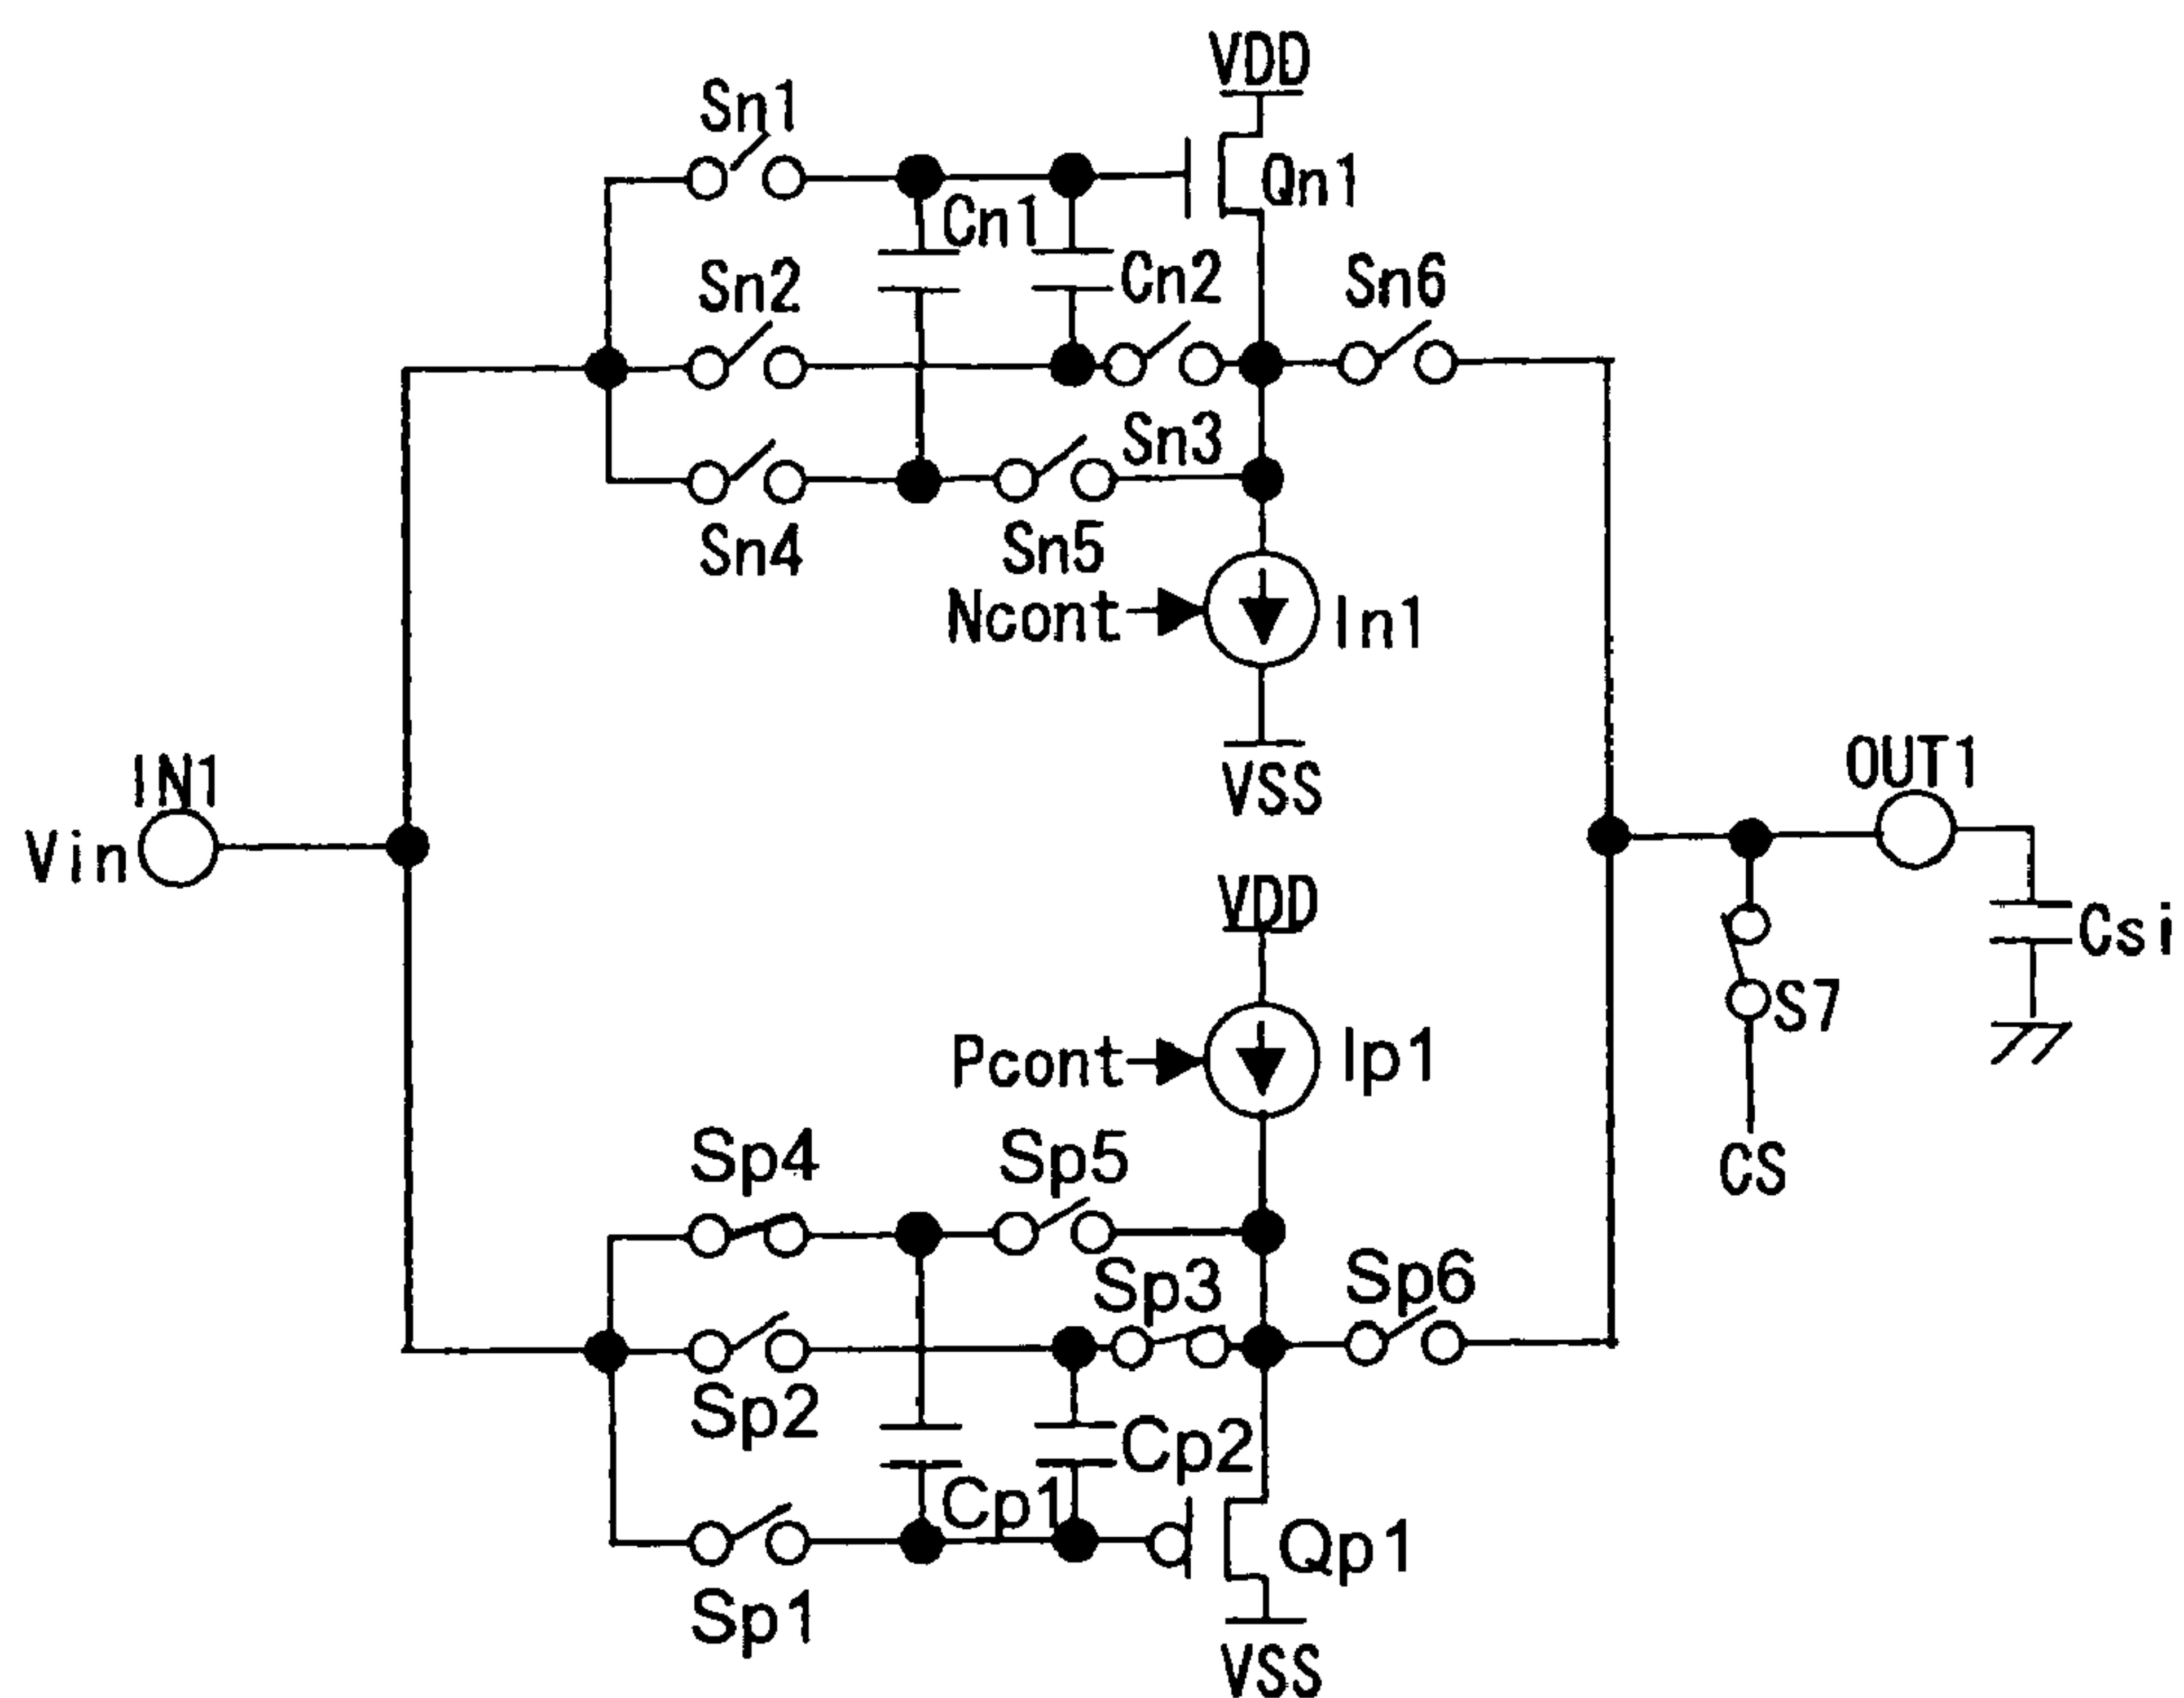 VDD
Sn1
Qn1
Cn1
Sn2
Cn2
Sn6
Sn3
Sn4
Sn5
Ncont
In1
VSS
IN1
Vin
OUT1
VDD
Csi
S7
Pcont
Ip1
CS
Sp4
Sp5
Sp3
Sp6
Sp2
Cp2
Cp1
Qp1
Sp1
VSS